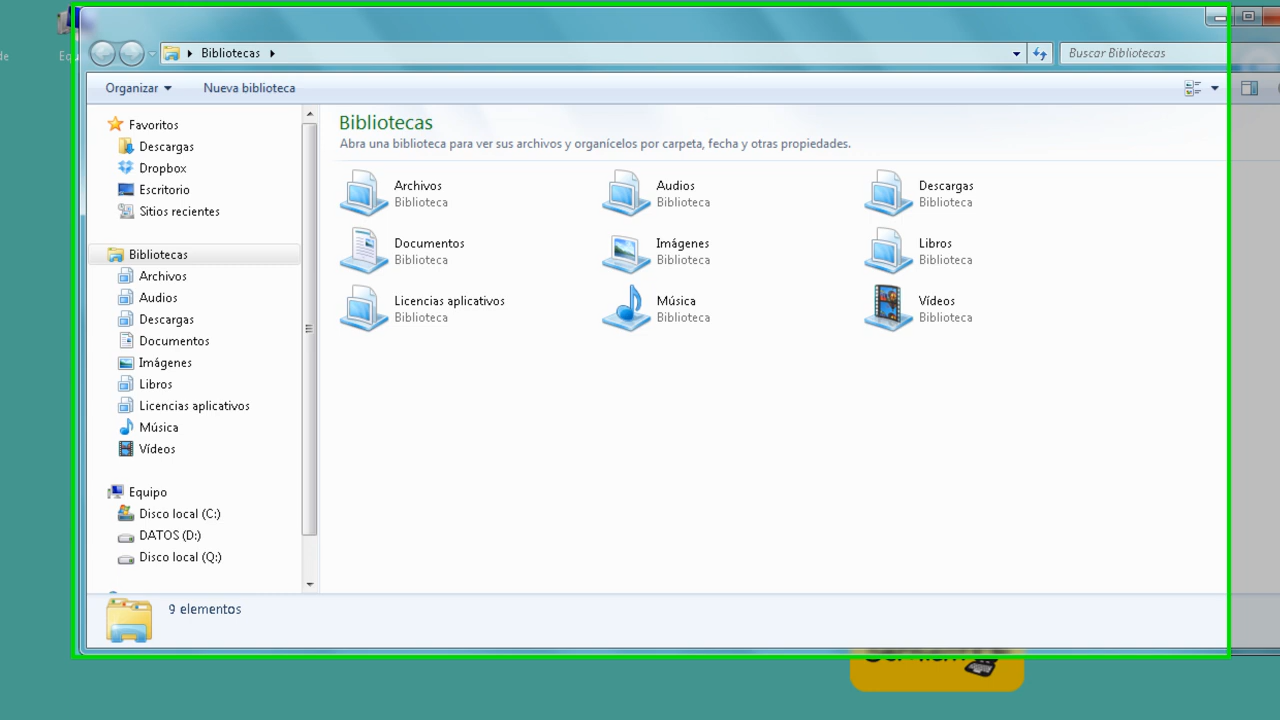 Equ
de
Bibliotecas
Buscar Bibliotecas
Organizar
Nueva biblioteca
Favoritos
Descargas
Dropbox
Escritorio
Sitios recientes
Bibliotecas
Archivos
Audios
Descargas
Documentos
Imágenes
Libros
Licencias aplicativos
Música
Vídeos
Equipo
Disco local (C:)
DATOS (D:)
Disco local (Q:)
Bibliotecas
Abra una biblioteca para ver sus archivos y organícelos por carpeta, fecha y otras propiedades.
Archivos
Biblioteca
Audios
Biblioteca
Descargas
Biblioteca
Documentos
Biblioteca
Imágenes
Biblioteca
Libros
Biblioteca
Licencias aplicativos
Biblioteca
Música
Biblioteca
Vídeos
Biblioteca
9 elementos